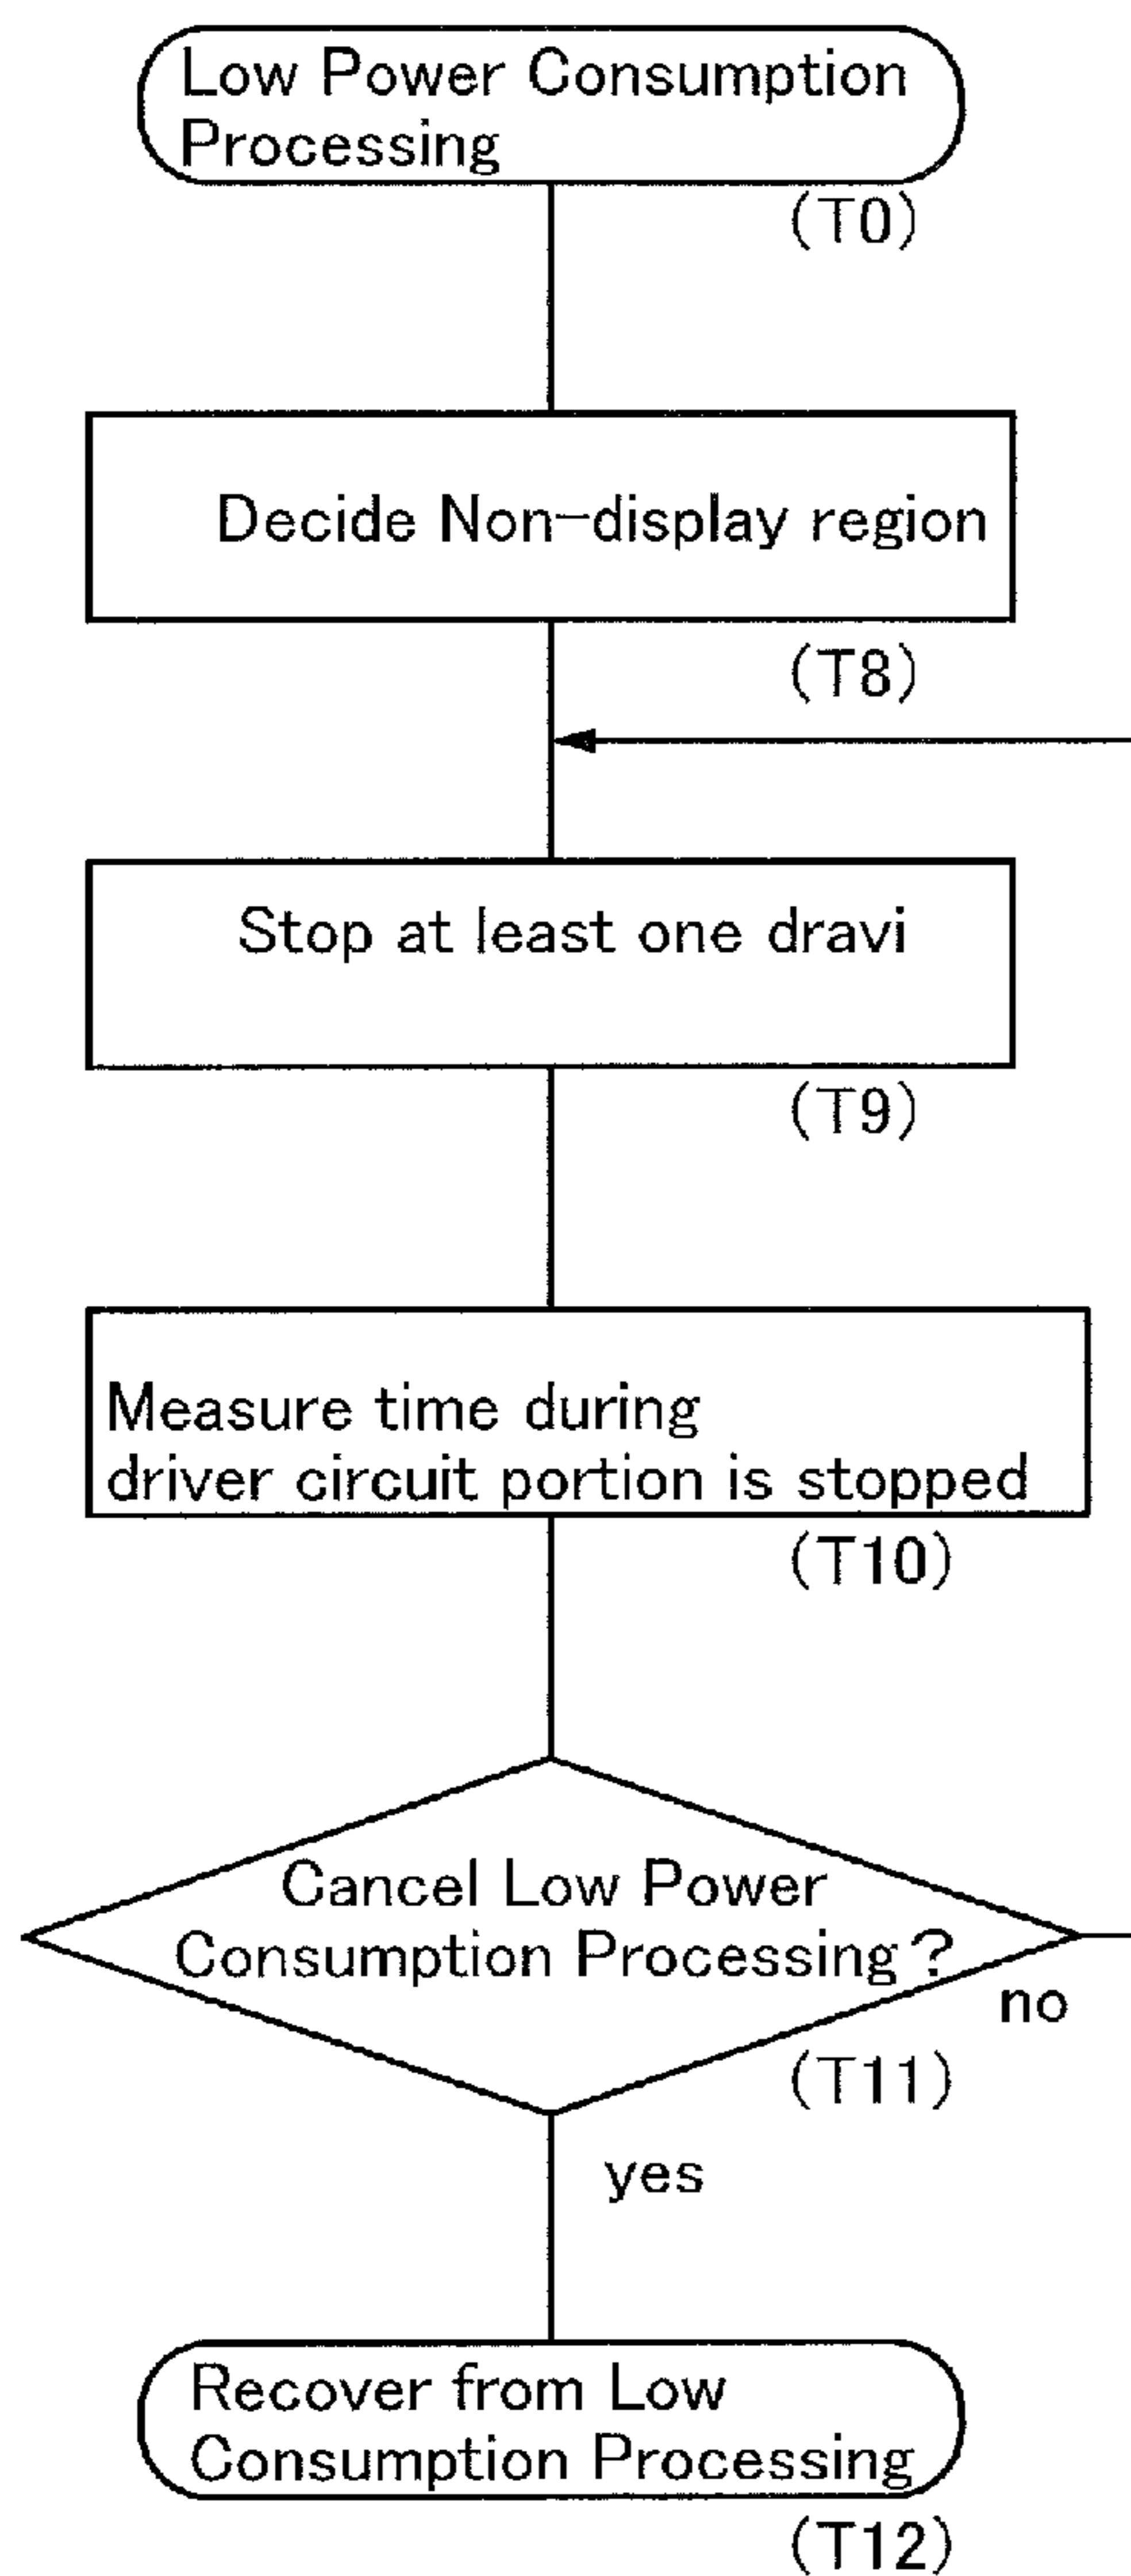 Low Power Consumption
Processing
(T0)
Decide Non-display region
(T8)
Stop at least one dravi
(T9)
Measure time during
driver circuit portion is stopped
(T10)
Cancel Low Power
Consumption Processing?
no
(T11)
yes
Recover from Low
Consumption Processing
(T12)